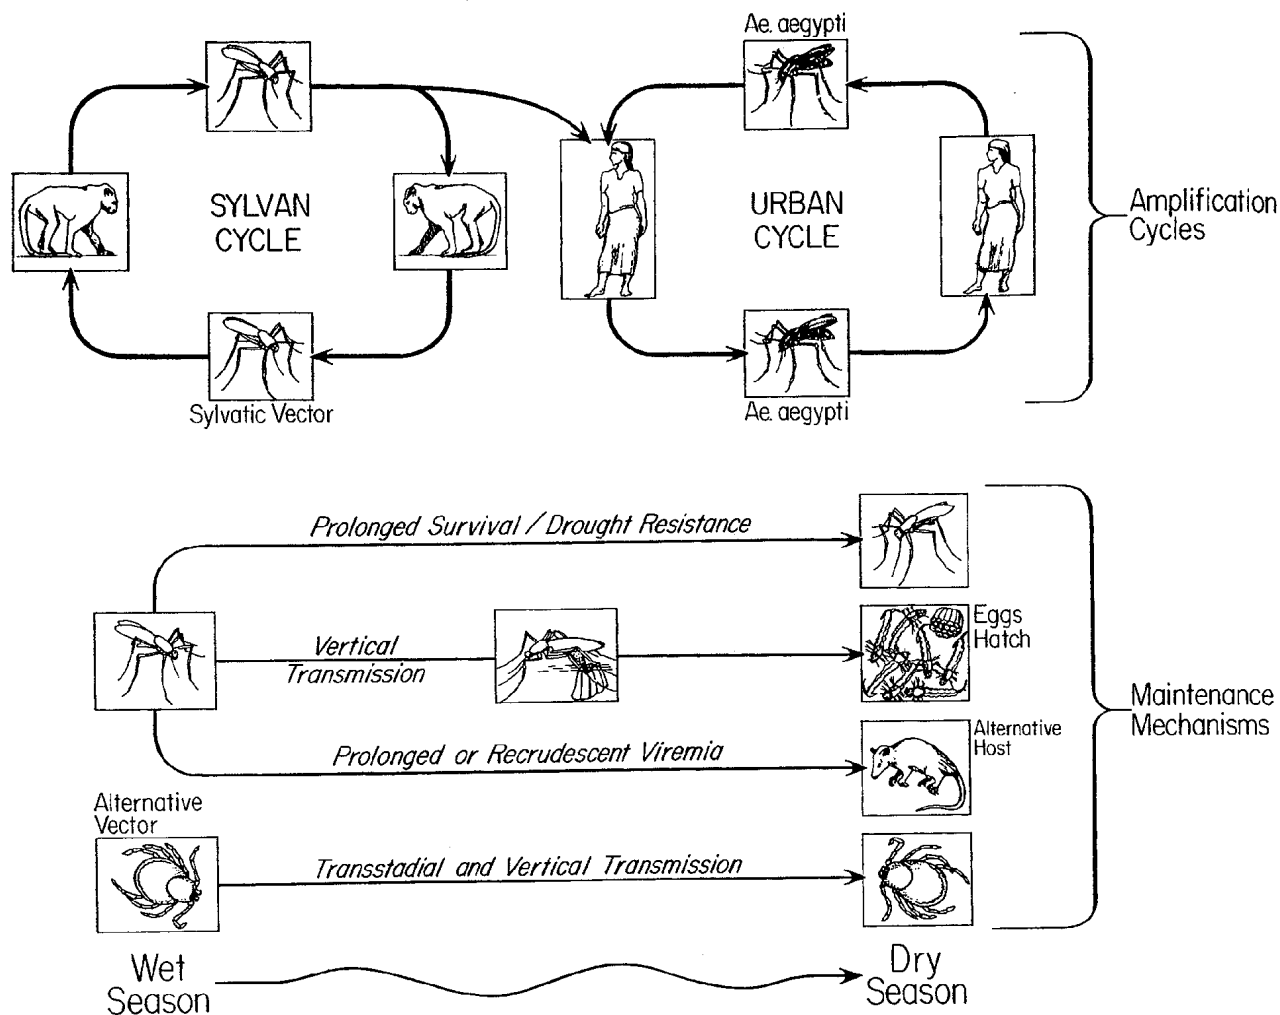 Ae. aegypti
SYLVAN
CYCLE
URBAN
CYCLE
Amplification
Cycles
Sylvatic Vector
Ae. aegypti
Prolonged Survival / Drought Resistance
Eggs
Hatch
Vertical
Transmission
Maintenance
Mechanisms
Alternative
Host
Prolonged or Recrudescent Viremia
Alternative
Vector
Transstadial and Vertical Transmission
Wet
Season
Dry
Season